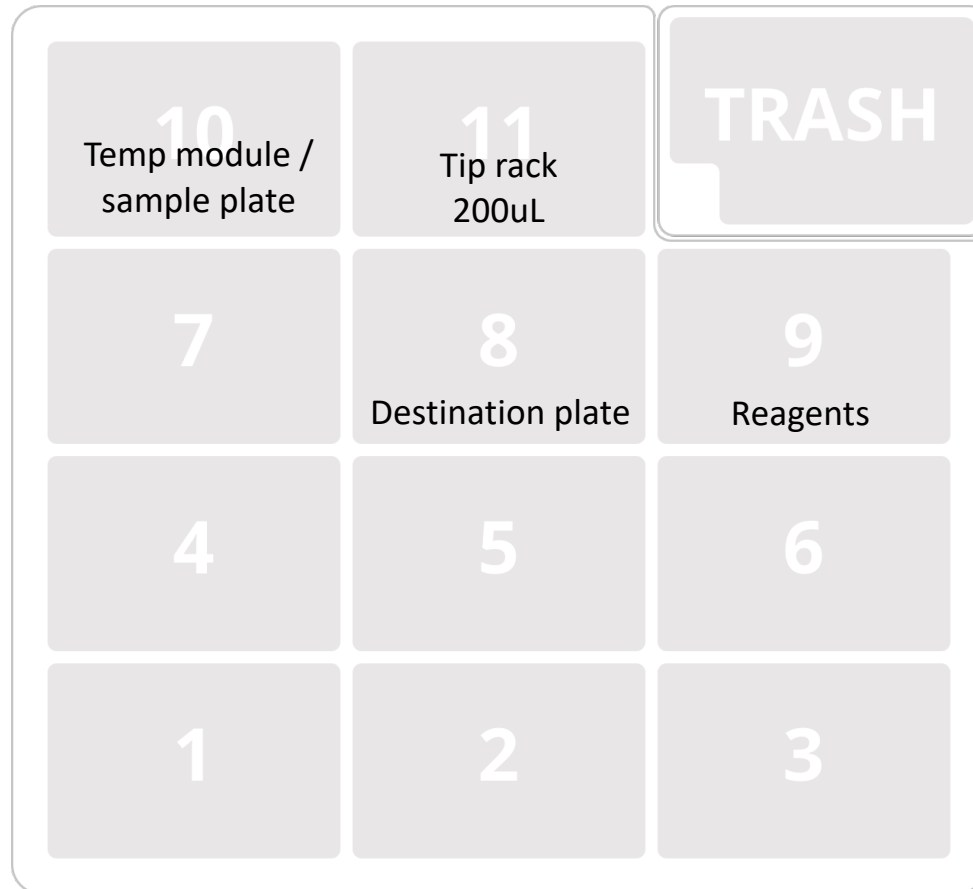 10
Temp module /
sample plate
11
Tip rack
200uL
TRASH
7
8
Destination plate
9
Reagents
4
5
6
1
2
3